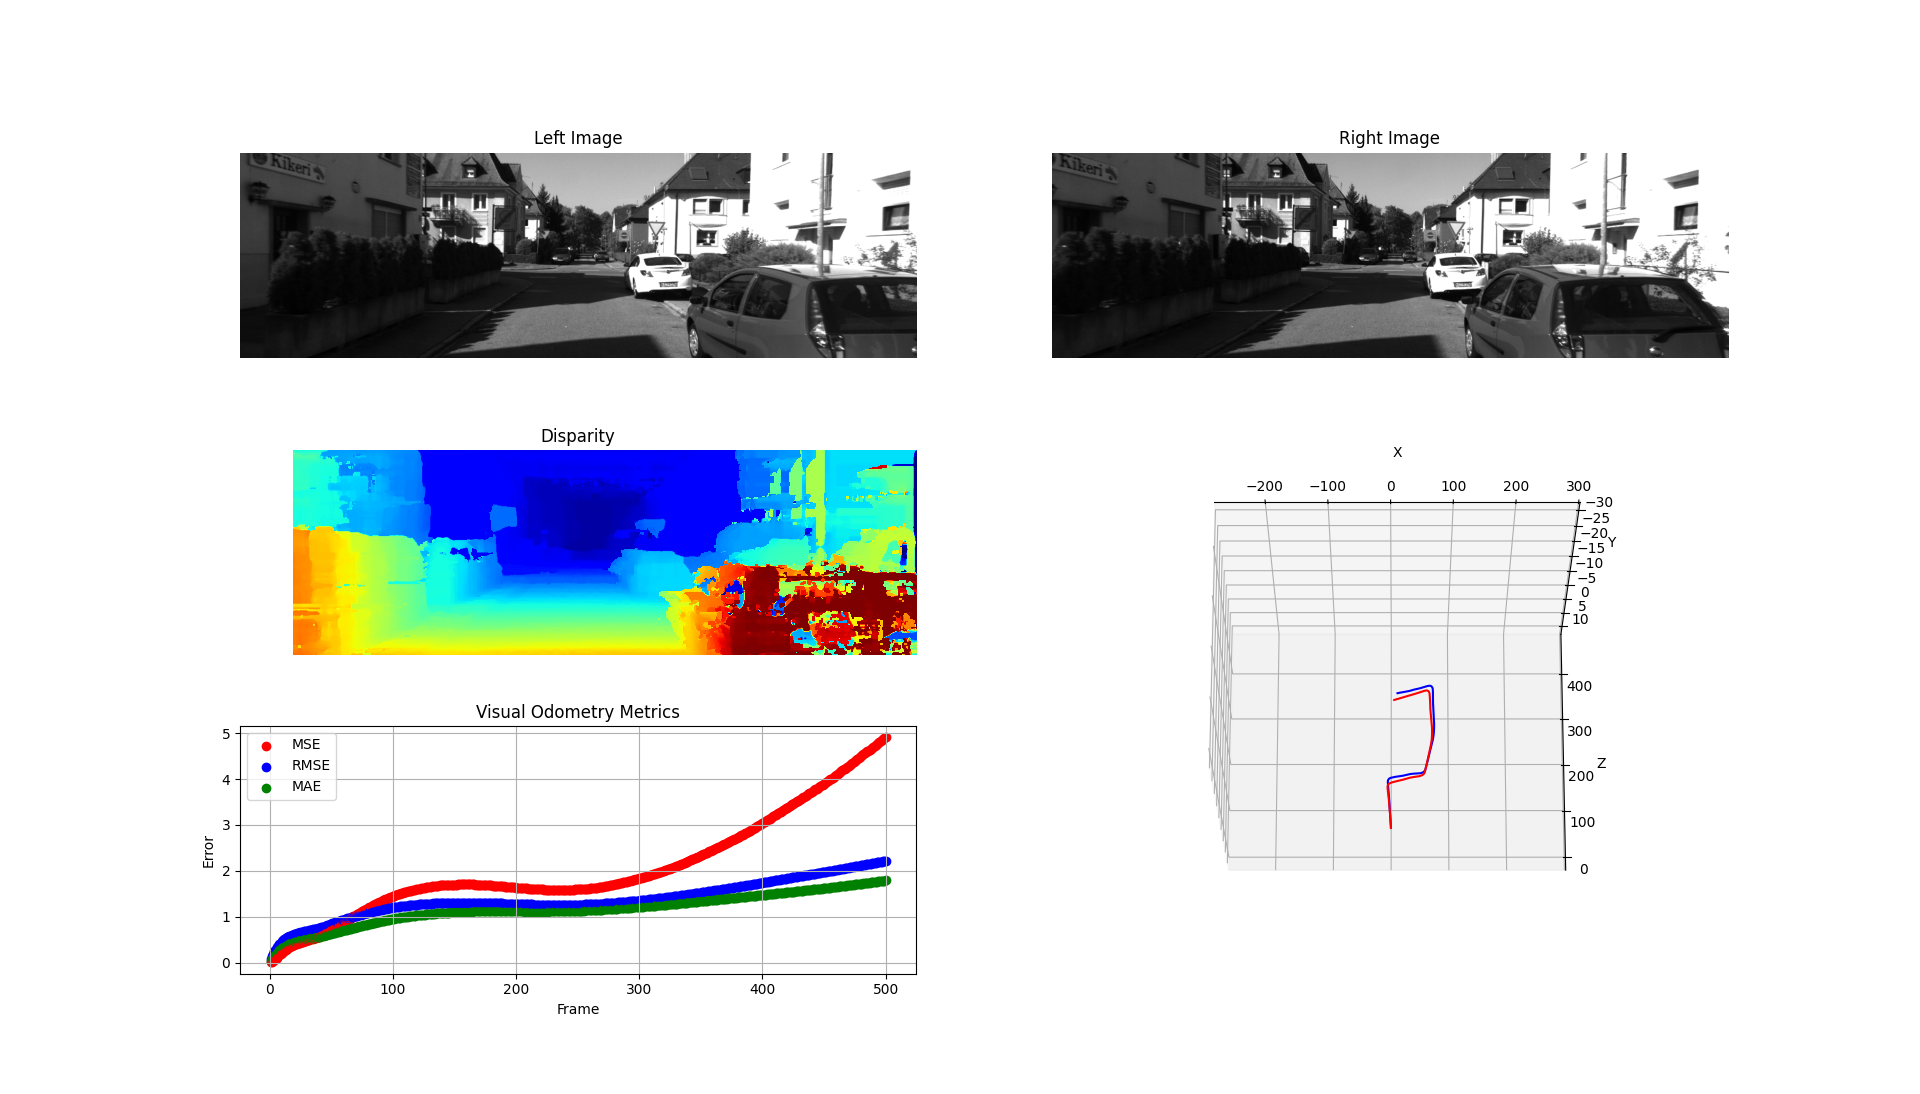 Left Image
Right Image
Kikeri
Kikeri
Disparity
X
−200 −100 0 100 200 300
−30
−25
−20
Y
−15
−10
−5
0
5
10
400
300
Z
200
100
0
Visual Odometry Metrics
MSE
RMSE
MAE
Error
5
4
3
2
1
0
0 100 200 300 400 500
Frame